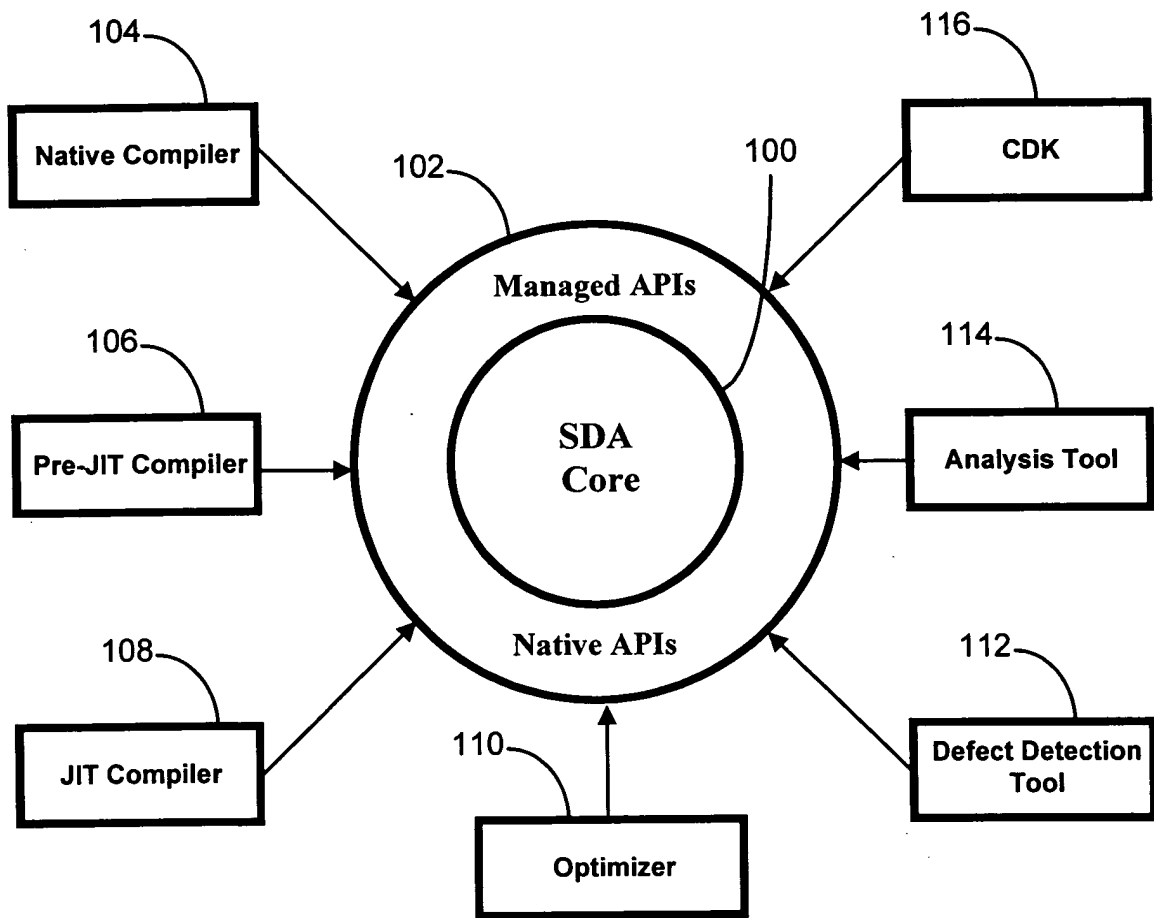 104
116
Native Compiler
CDK
102
100
Managed APIs
106
114
SDA
Core
Pre-JIT Compiler
Analysis Tool
Native APIs
108
112
110
JIT Compiler
Defect Detection
Tool
Optimizer